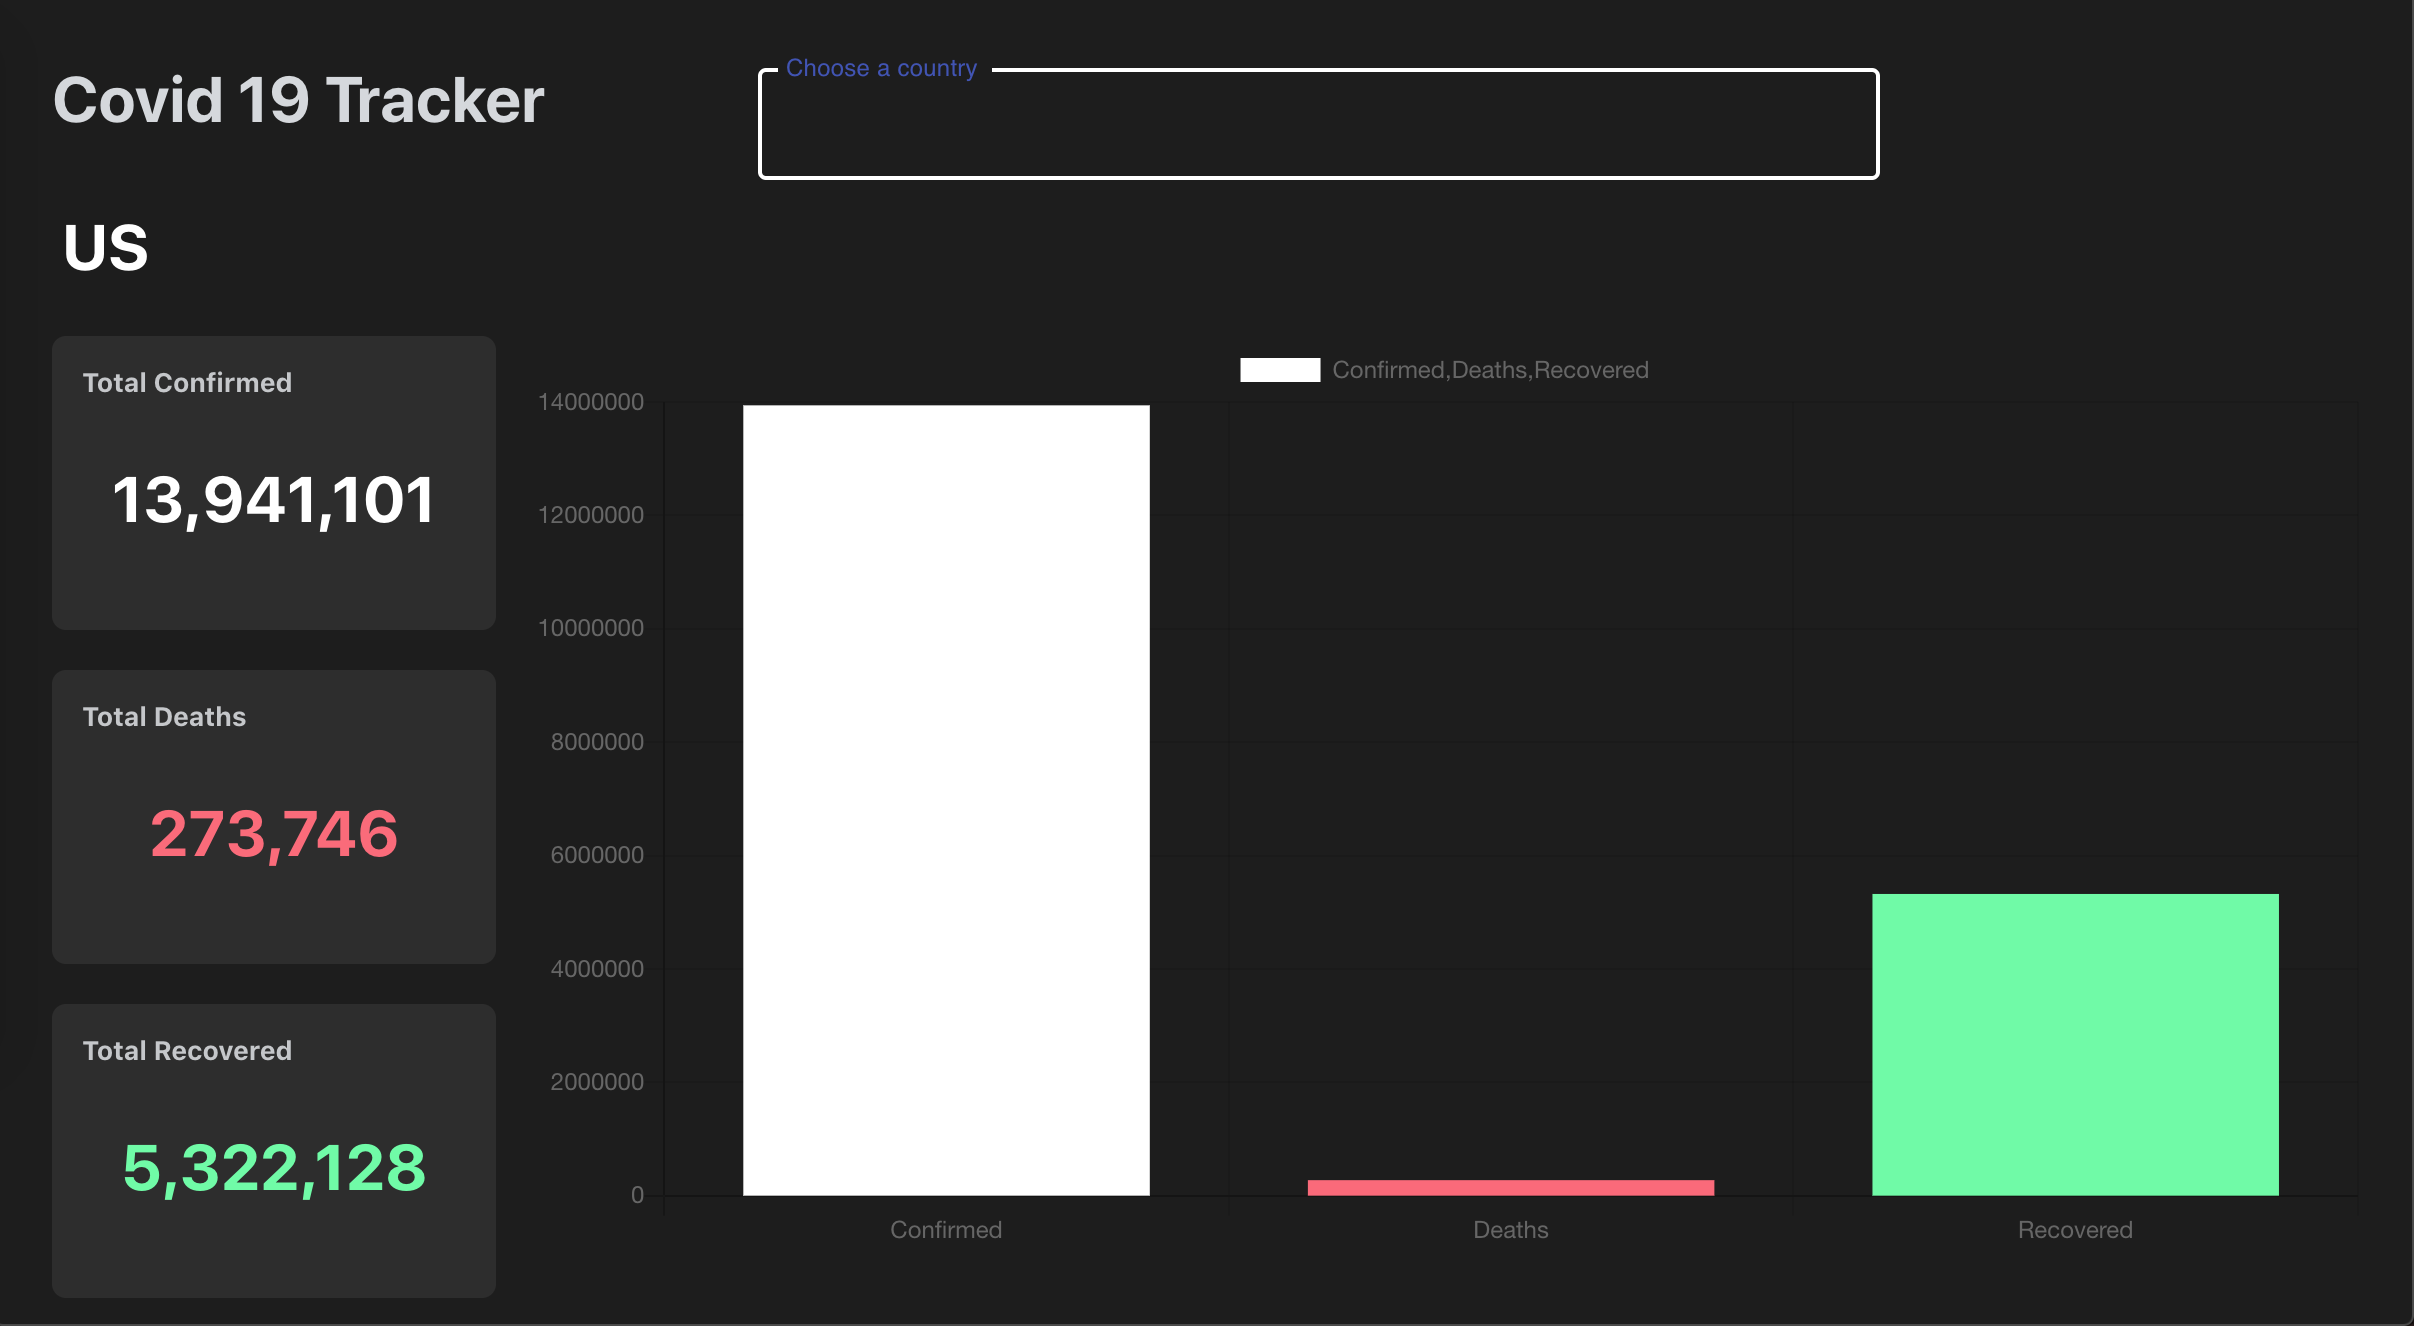 Covid 19 Tracker
Choose a country
US
Total Confirmed
13,941,101
Total Deaths
273,746
Total Recovered
5,322,128
Confirmed,Deaths,Recovered
14000000
12000000
10000000
8000000
6000000
4000000
2000000
0
Confirmed Deaths Recovered